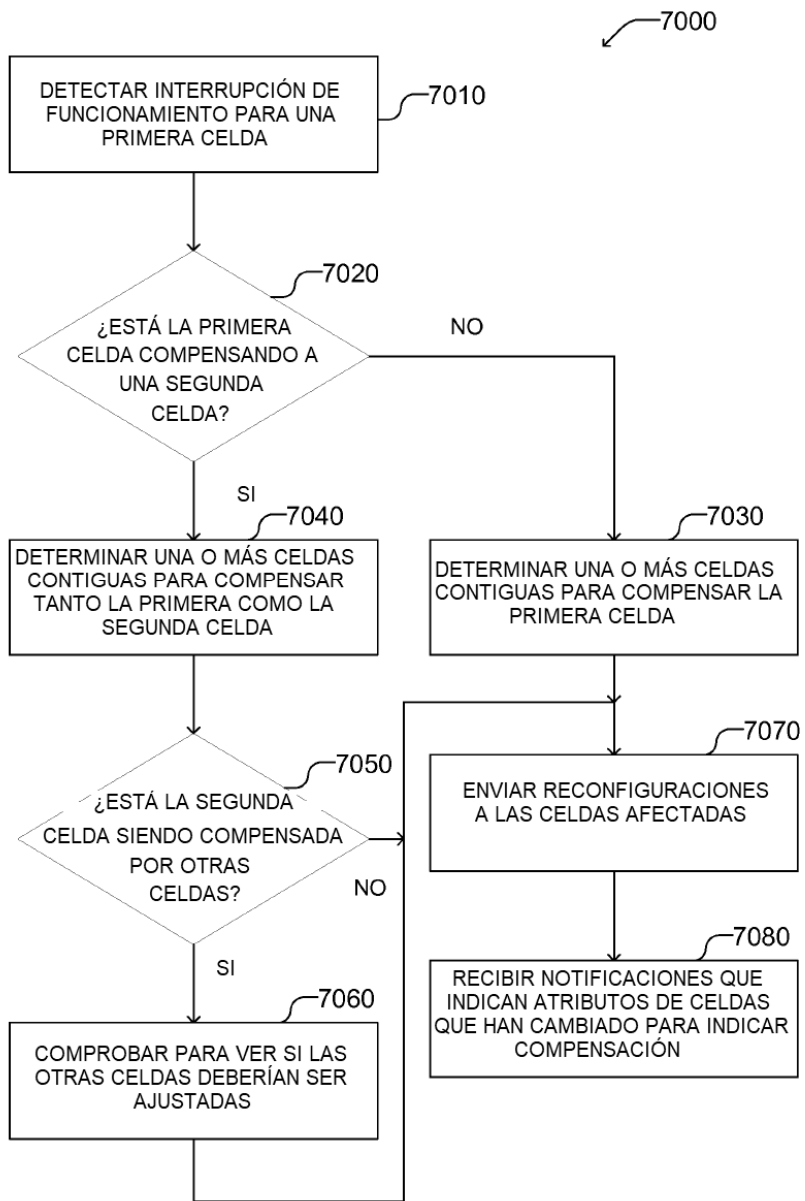 7000
DETECTAR INTERRUPCIÓN DE
FUNCIONAMIENTO PARA UNA
PRIMERA CELDA
7010
7020
¿ESTÁ LA PRIMERA
CELDA COMPENSANDO A
UNA SEGUNDA
CELDA?
NO
SI
7040
DETERMINAR UNA O MÁS CELDAS
CONTIGUAS PARA COMPENSAR
TANTO LA PRIMERA COMO LA
SEGUNDA CELDA
7030
DETERMINAR UNA O MÁS CELDAS
CONTIGUAS PARA COMPENSAR LA
PRIMERA CELDA
7050
¿ESTÁ LA SEGUNDA
CELDA SIENDO COMPENSADA
POR OTRAS
CELDAS?
NO
SI
7070
ENVIAR RECONFIGURACIONES
A LAS CELDAS AFECTADAS
7060
COMPROBAR PARA VER SI LAS
OTRAS CELDAS DEBERÍAN SER
AJUSTADAS
7080
RECIBIR NOTIFICACIONES QUE
INDICAN ATRIBUTOS DE CELDAS
QUE HAN CAMBIADO PARA INDICAR
COMPENSACIÓN